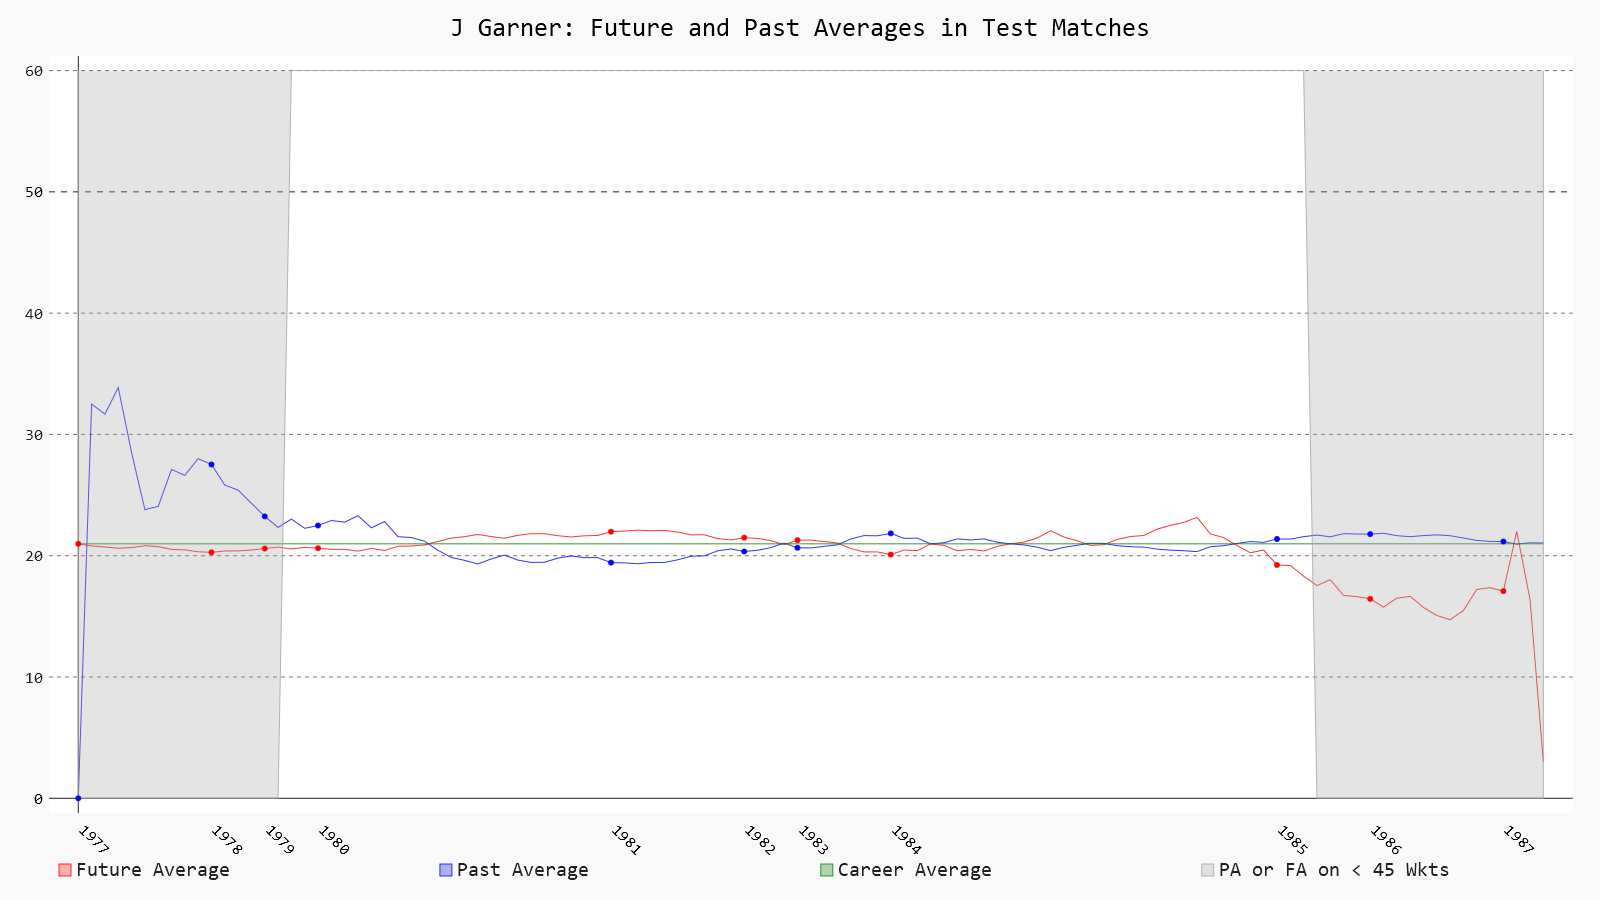 J Garner: Future and Past Averages in Test Matches
60
50
40
30
20
10
0
1977 1978 1979 1980 1981 1982 1983 1984 1985 1986 1987
Future Average Past Average Career Average PA or FA on < 45 Wkts